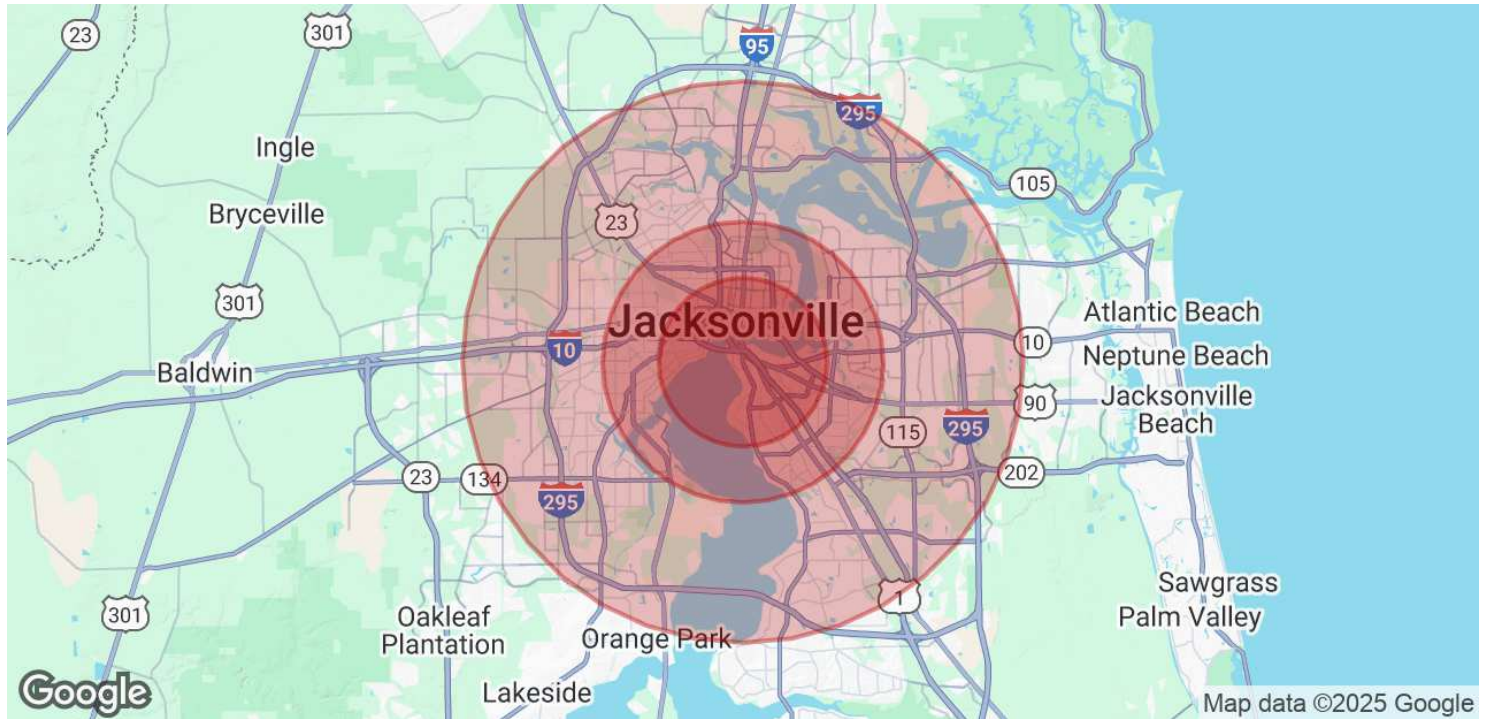 23
301
95
295
Ingle
105
Bryceville
23
301
Jacksonville
Atlantic Beach
10
10
Neptune Beach
Baldwin
Jacksonville
Beach
90
115
295
23
134
202
295
Sawgrass
1
301
Oakleaf
Plantation
Palm Valley
Orange Park
Lakeside
Google
Map data ©2025 Google